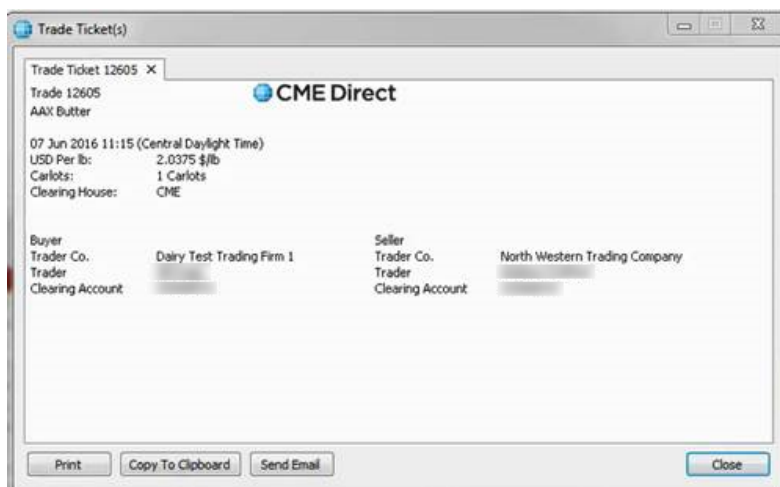 Trade Ticket(s)
Trade Ticket 12605 X
Trade 12605
CME Direct
AAX Butter
07 Jun 2016 11:15 (Central Daylight Time)
USD Per lb: 2.0375 $/lb
Carlots: 1 Carlots
Clearing House: CME
Buyer Seller
Trader Co. Dairy Test Trading Firm 1 Trader Co. North Western Trading Company
Trader Trader
Clearing Account Clearing Account
Print Copy To Clipboard Send Email Close